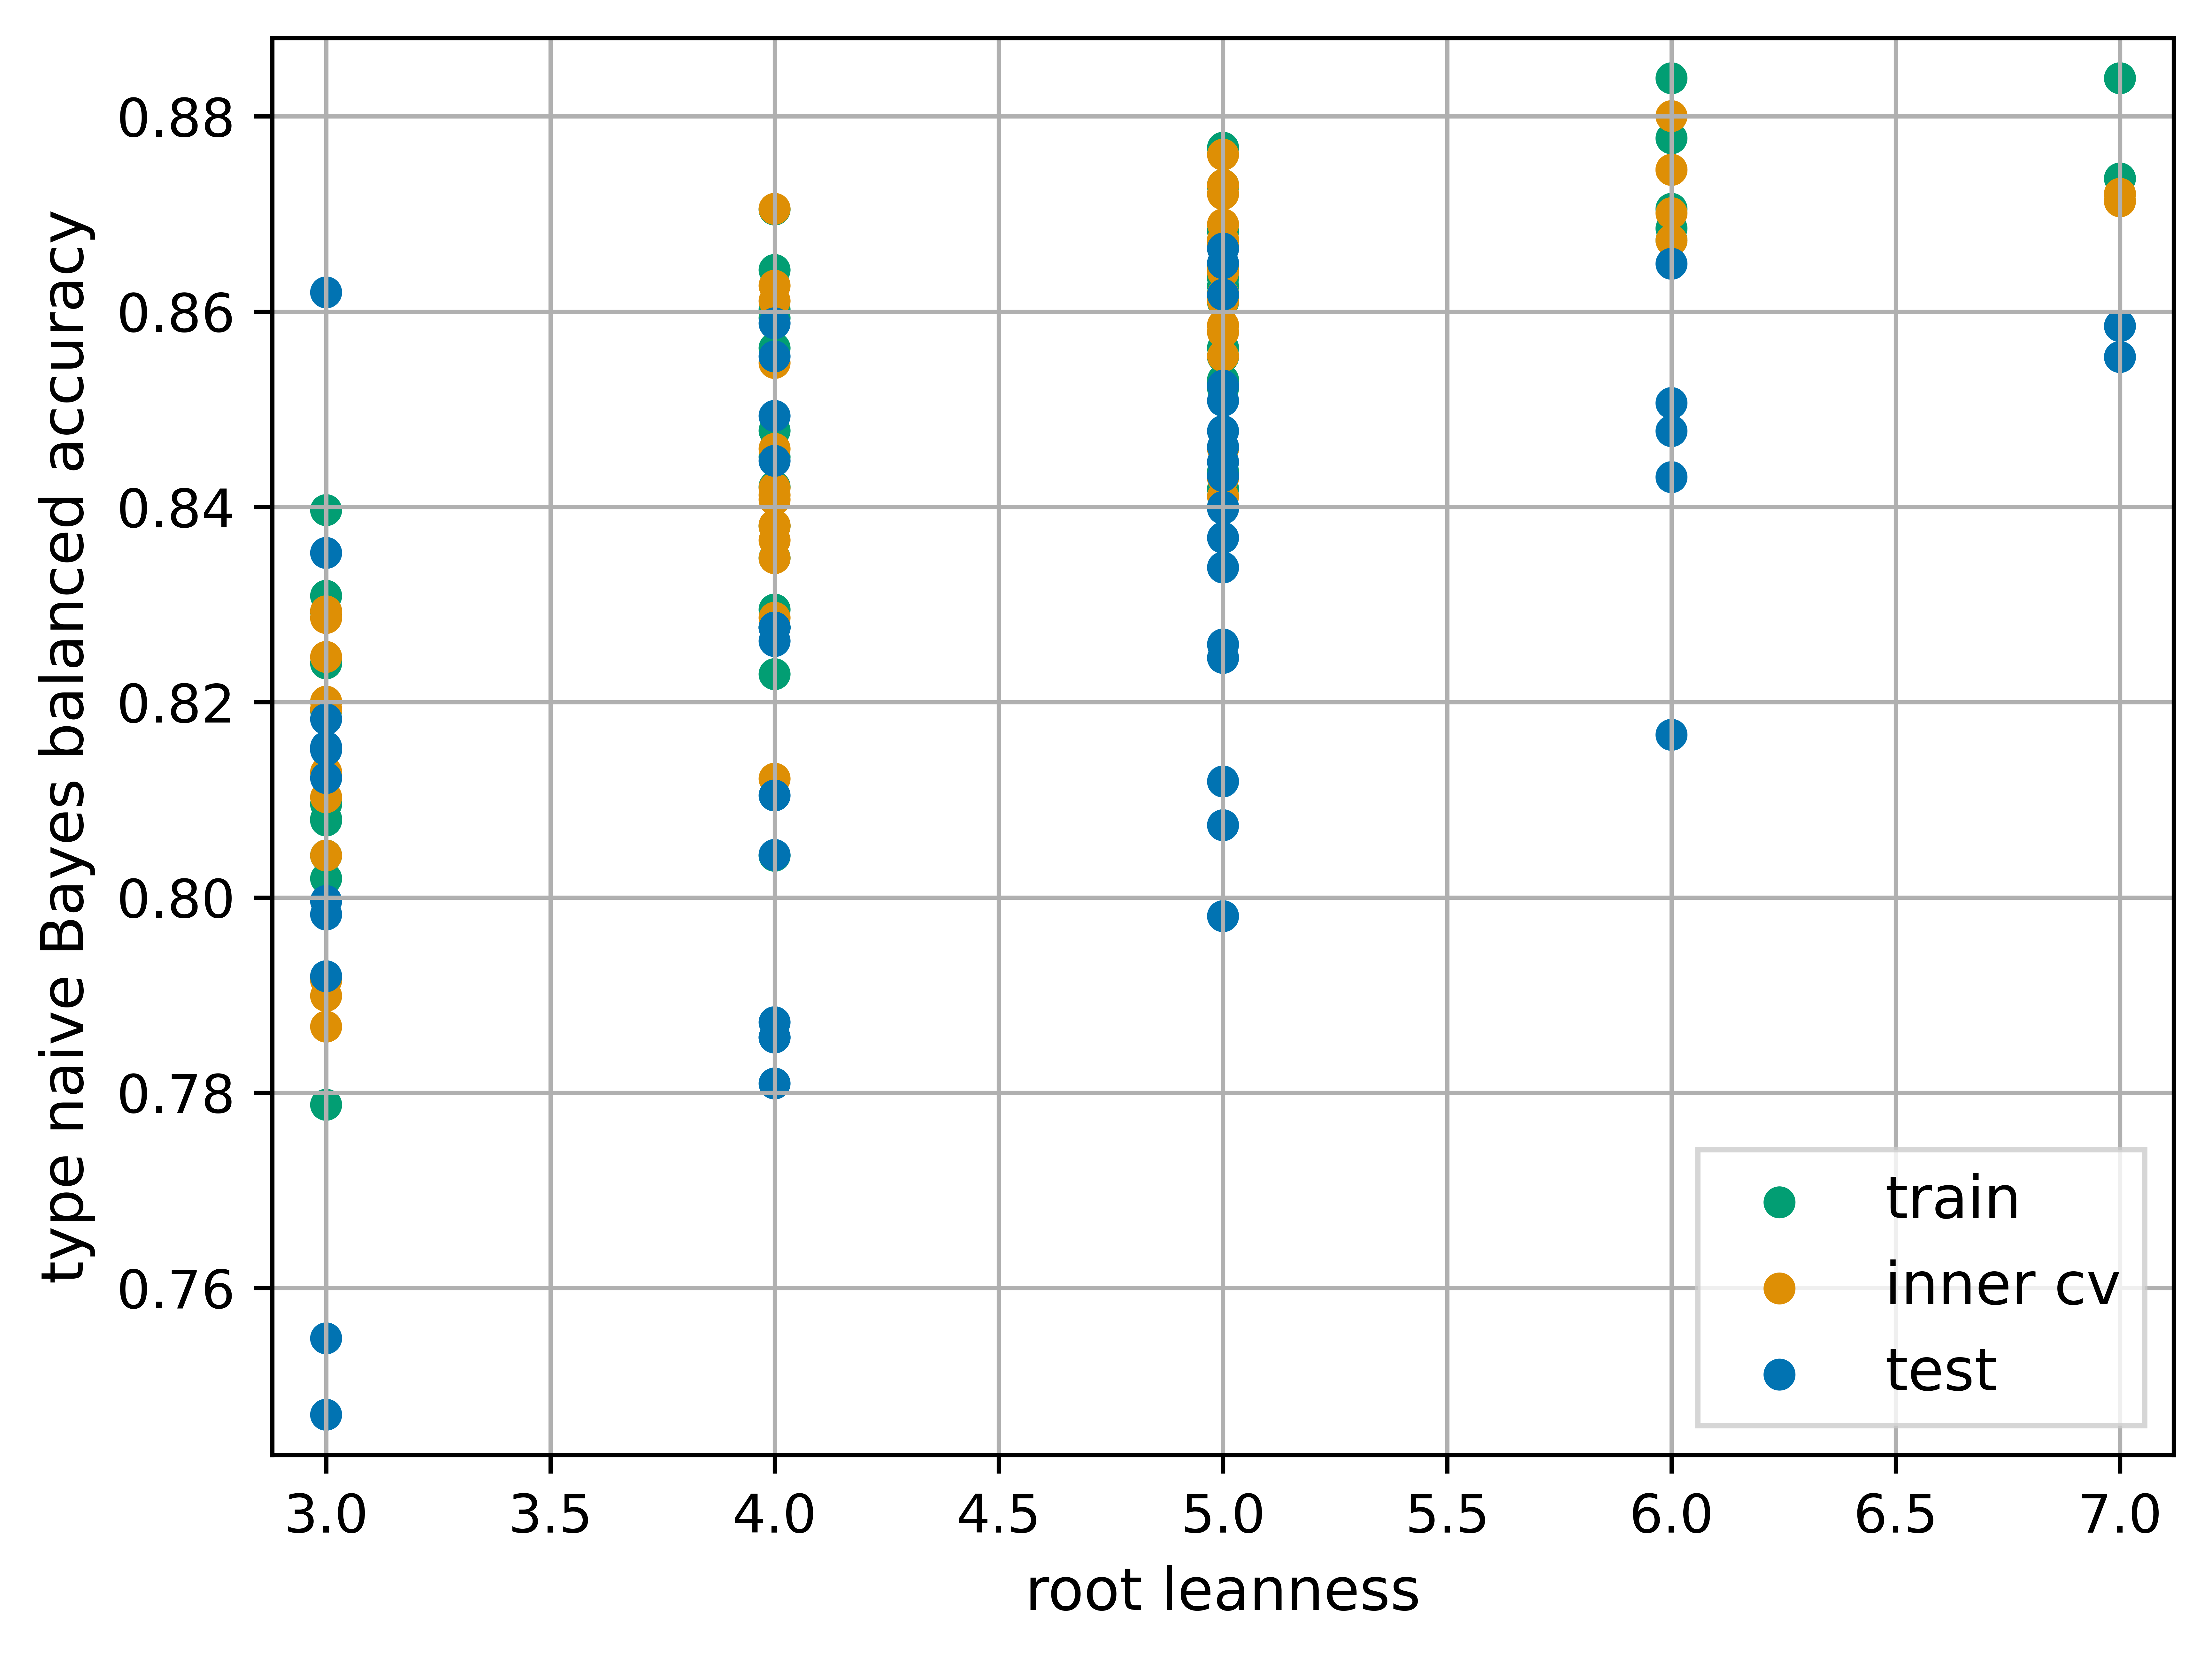 type naive Bayes balanced accuracy
0.88
0.86
0.84
0.82
0.80
0.78
0.76
train
inner cv
test
3.0 3.5 4.0 4.5 5.0 5.5 6.0 6.5 7.0
root leanness